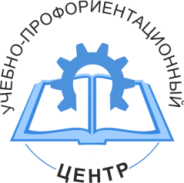 УЧЕБНО-ПРОФОРИЕНТАЦИОННЫЙ
ЦЕНТР